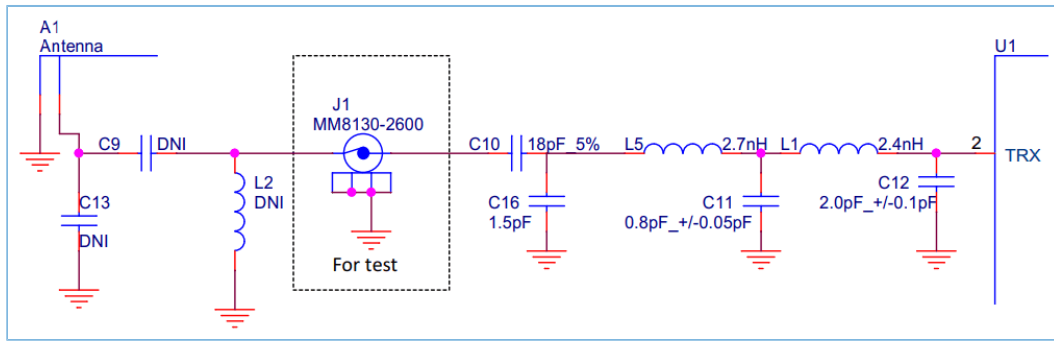 A1
Antenna
U1
J1
MM8130-2600
C9
DNI
C10
18pF_5%
L5
2.7nH
L1
2.4nH
2
TRX
L2
DNI
C13
DNI
C16
1.5pF
C11
0.8pF_+/-0.05pF
C12
2.0pF_+/-0.1pF
For test